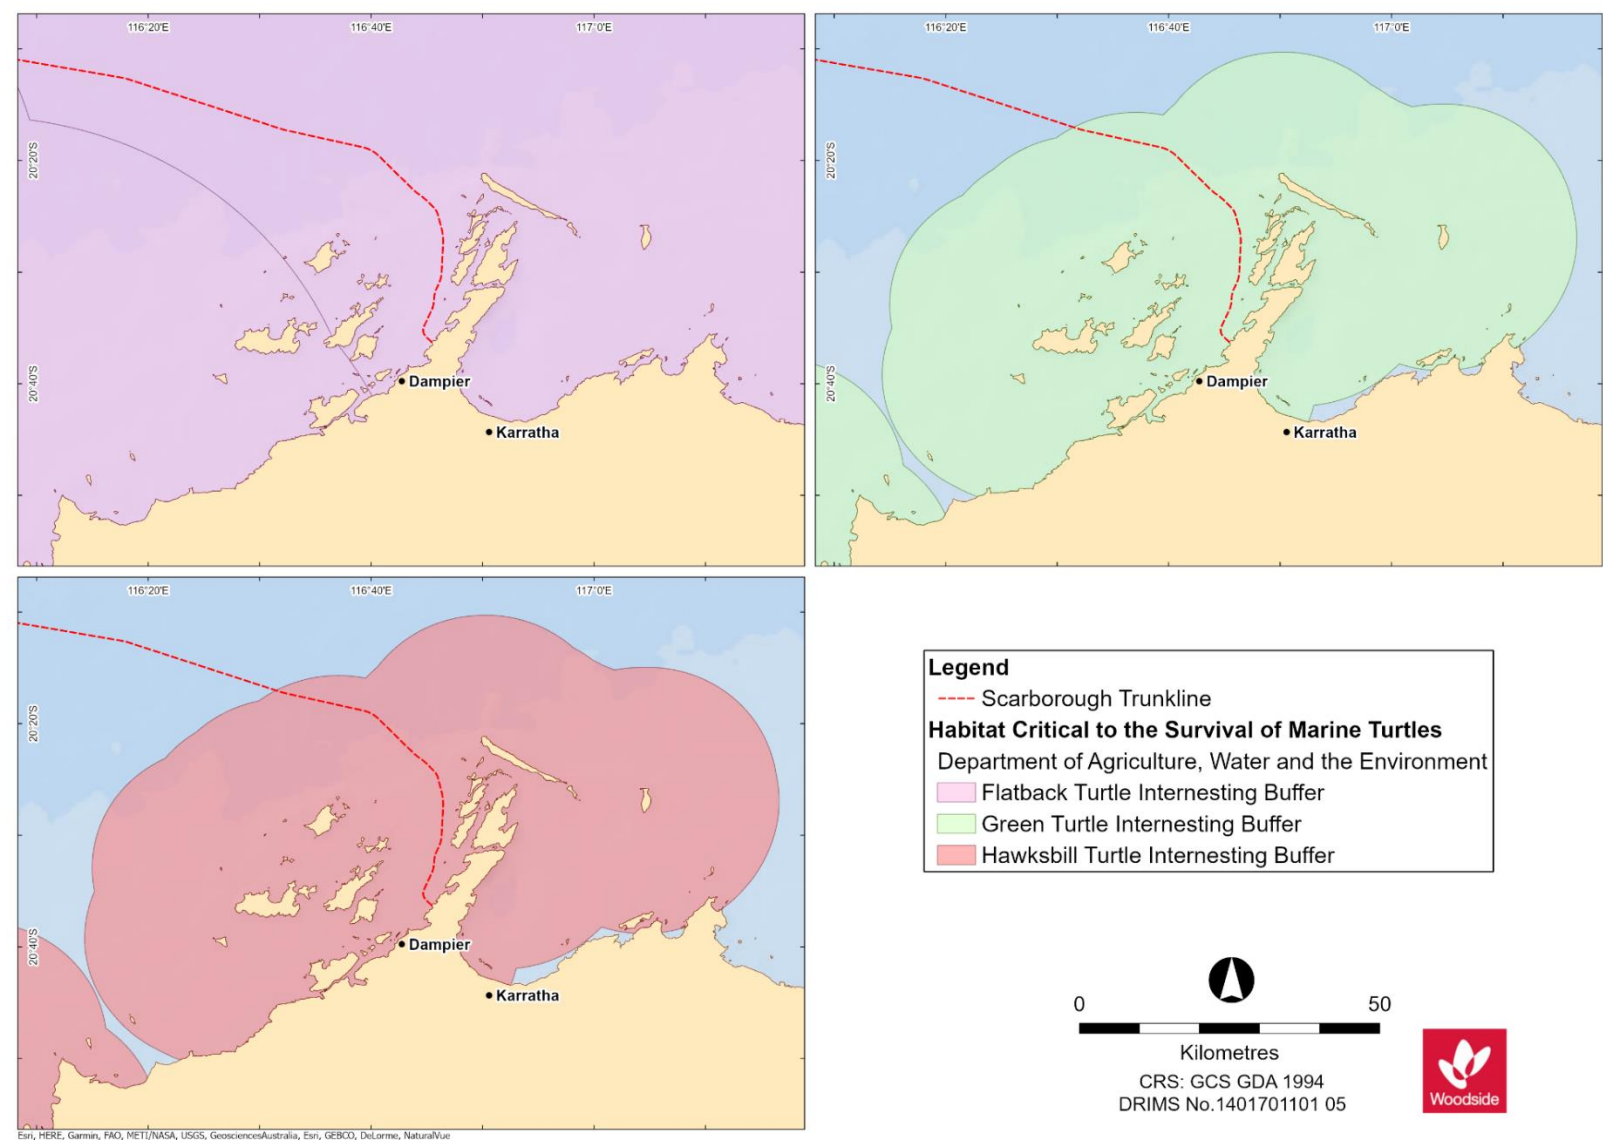 116°20'E 116°40'E 117°0'E
20°20'S
20°40'S
Dampier
Karratha
116°20'E 116°40'E 117°0'E
20°20'S
20°40'S
Dampier
Karratha
116°20'E 116°40'E 117°0'E
20°20'S
20°40'S
Dampier
Karratha
Legend
Scarborough Trunkline
Habitat Critical to the Survival of Marine Turtles
Department of Agriculture, Water and the Environment
Flatback Turtle Internesting Buffer
Green Turtle Internesting Buffer
Hawksbill Turtle Internesting Buffer
0 50
Kilometres
CRS: GCS GDA 1994
DRIMS No.1401701101 05
Woodside
Esri, HERE, Garmin, FAO, METI/NASA, USGS, GeosciencesAustralia, Esri, GEBCO, DeLorme, NaturalVue